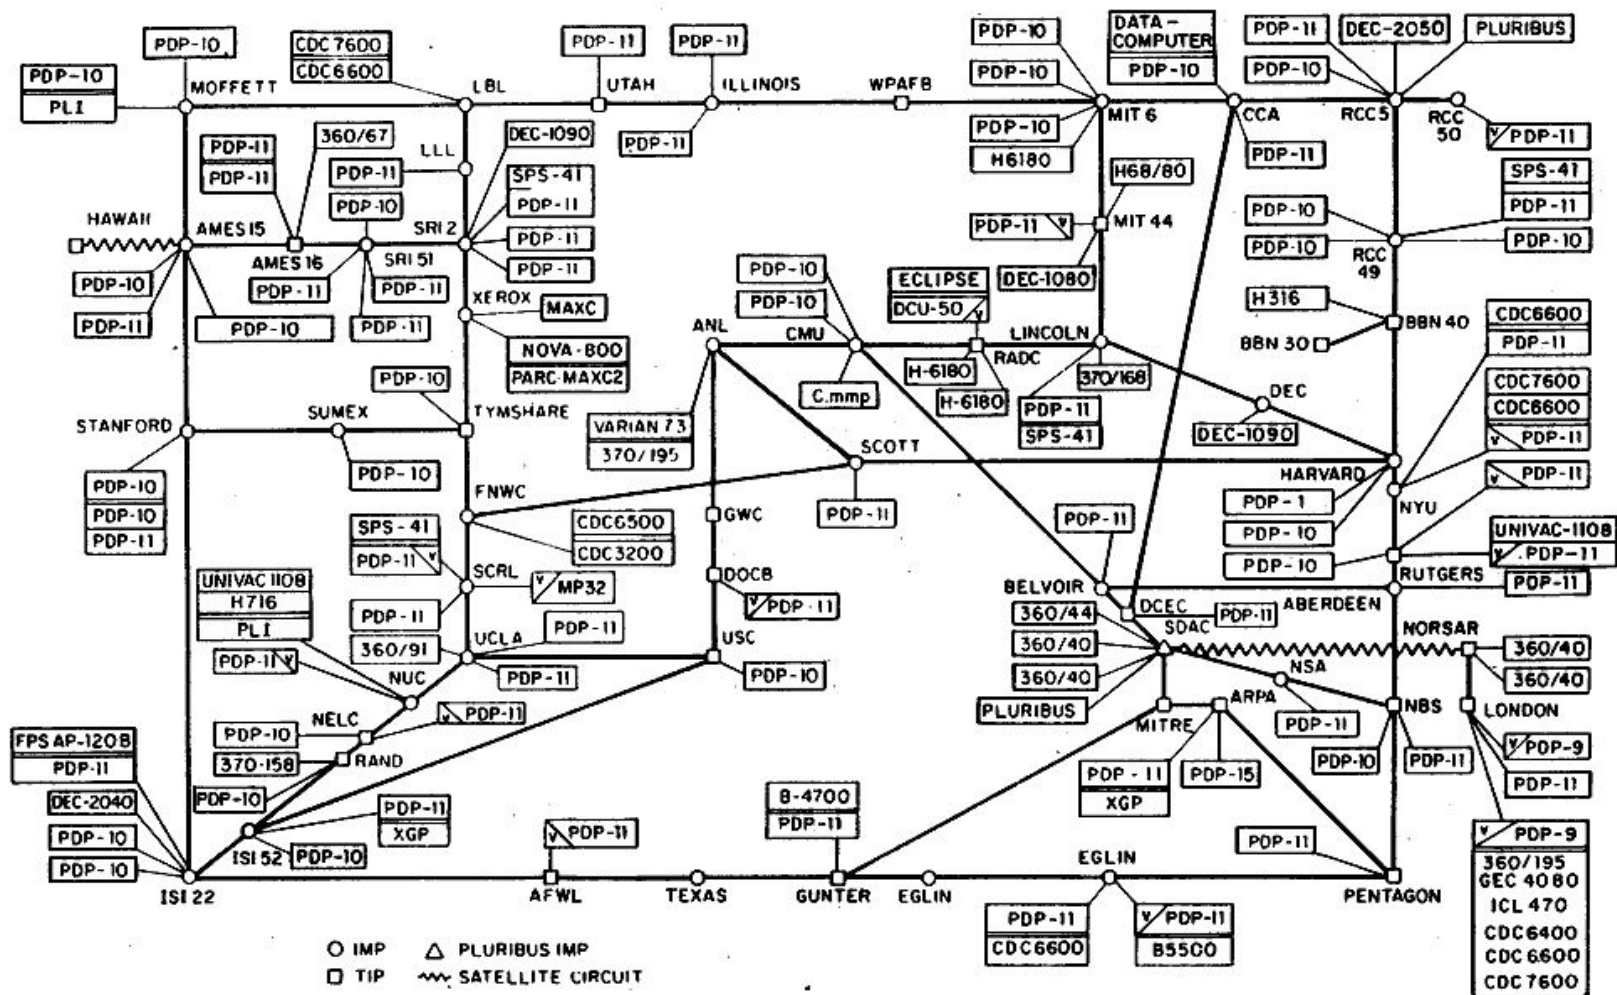 PDP-10
CDC7600
CDC6600
PDP-11
PDP-11
PDP-10
DATA-
COMPUTER
PDP-10
PDP-11
DEC-2050
PLURIBUS
PDP-10
PLI
MOFFETT
LBL
UTAH
ILLINOIS
WPAFB
PDP-10
PDP-10
H6180
MIT 6
CCA
PDP-10
RCC5
RCC
50
PDP-11
PDP-11
PDP-11
PDP-11
360/67
LLL
PDP-11
DEC-1090
SPS-41
PDP-11
PDP-11
PDP-11
PDP-11
H68/80
PDP-11
MIT 44
DEC-1080
SPS-41
PDP-11
PDP-10
PDP-10
PDP-10
RCC
49
HAWAII
AMES15
AMES 16
PDP-10
SRI 51
SRI 2
PDP-10
PDP-11
PDP-10
PDP-11
PDP-11
PDP-11
XEROX
MAXC
NOVA-800
PARC-MAXC2
PDP-10
PDP-10
ANL
CMU
C.mmp
ECLIPSE
DCU-50
RADC
H-6180
H-6180
LINCOLN
370/168
PDP-11
SPS-41
H316
BBN 40
BBN 30
DEC
DEC-1090
CDC6600
PDP-11
CDC7600
CDC6600
PDP-11
PDP-11
STANFORD
SUMEX
PDP-10
TYMSHARE
PDP-10
VARIAN 73
370/195
SCOTT
PDP-11
HARVARD
PDP-1
PDP-10
NYU
PDP-10
PDP-10
PDP-11
FNWC
CDC6500
CDC3200
GWC
PDP-10
UNIVAC-1108
PDP-11
RUTGERS
PDP-11
SPS-41
PDP-11
SCRL
MP32
DOCB
PDP-11
PDP-11
BELVOIR
DCEC
PDP-11
ABERDEEN
UNIVAC 1108
H716
PLI
PDP-11
PDP-11
360/91
UCLA
PDP-11
PDP-11
USC
PDP-10
360/44
360/40
360/40
PLURIBUS
SDAC
NORSAR
360/40
360/40
NUC
NSA
PDP-11
NELC
PDP-10
PDP-11
MITRE
ARPA
NBS
PDP-10
PDP-11
LONDON
PDP-9
PDP-11
FPS AP-120B
PDP-11
DEC-2040
PDP-10
PDP-10
370-158
RAND
PDP-10
PDP-11
XGP
ISI 52
PDP-10
PDP-11
XGP
PDP-15
B-4700
PDP-11
PDP-11
PDP-11
ISI 22
AFWL
TEXAS
GUNTER
EGLIN
EGLIN
PENTAGON
PDP-11
CDC6600
PDP-11
B5500
PDP-9
360/195
GEC 4080
ICL 470
CDC6400
CDC6600
CDC7600
IMP
PLURIBUS IMP
TIP
SATELLITE CIRCUIT